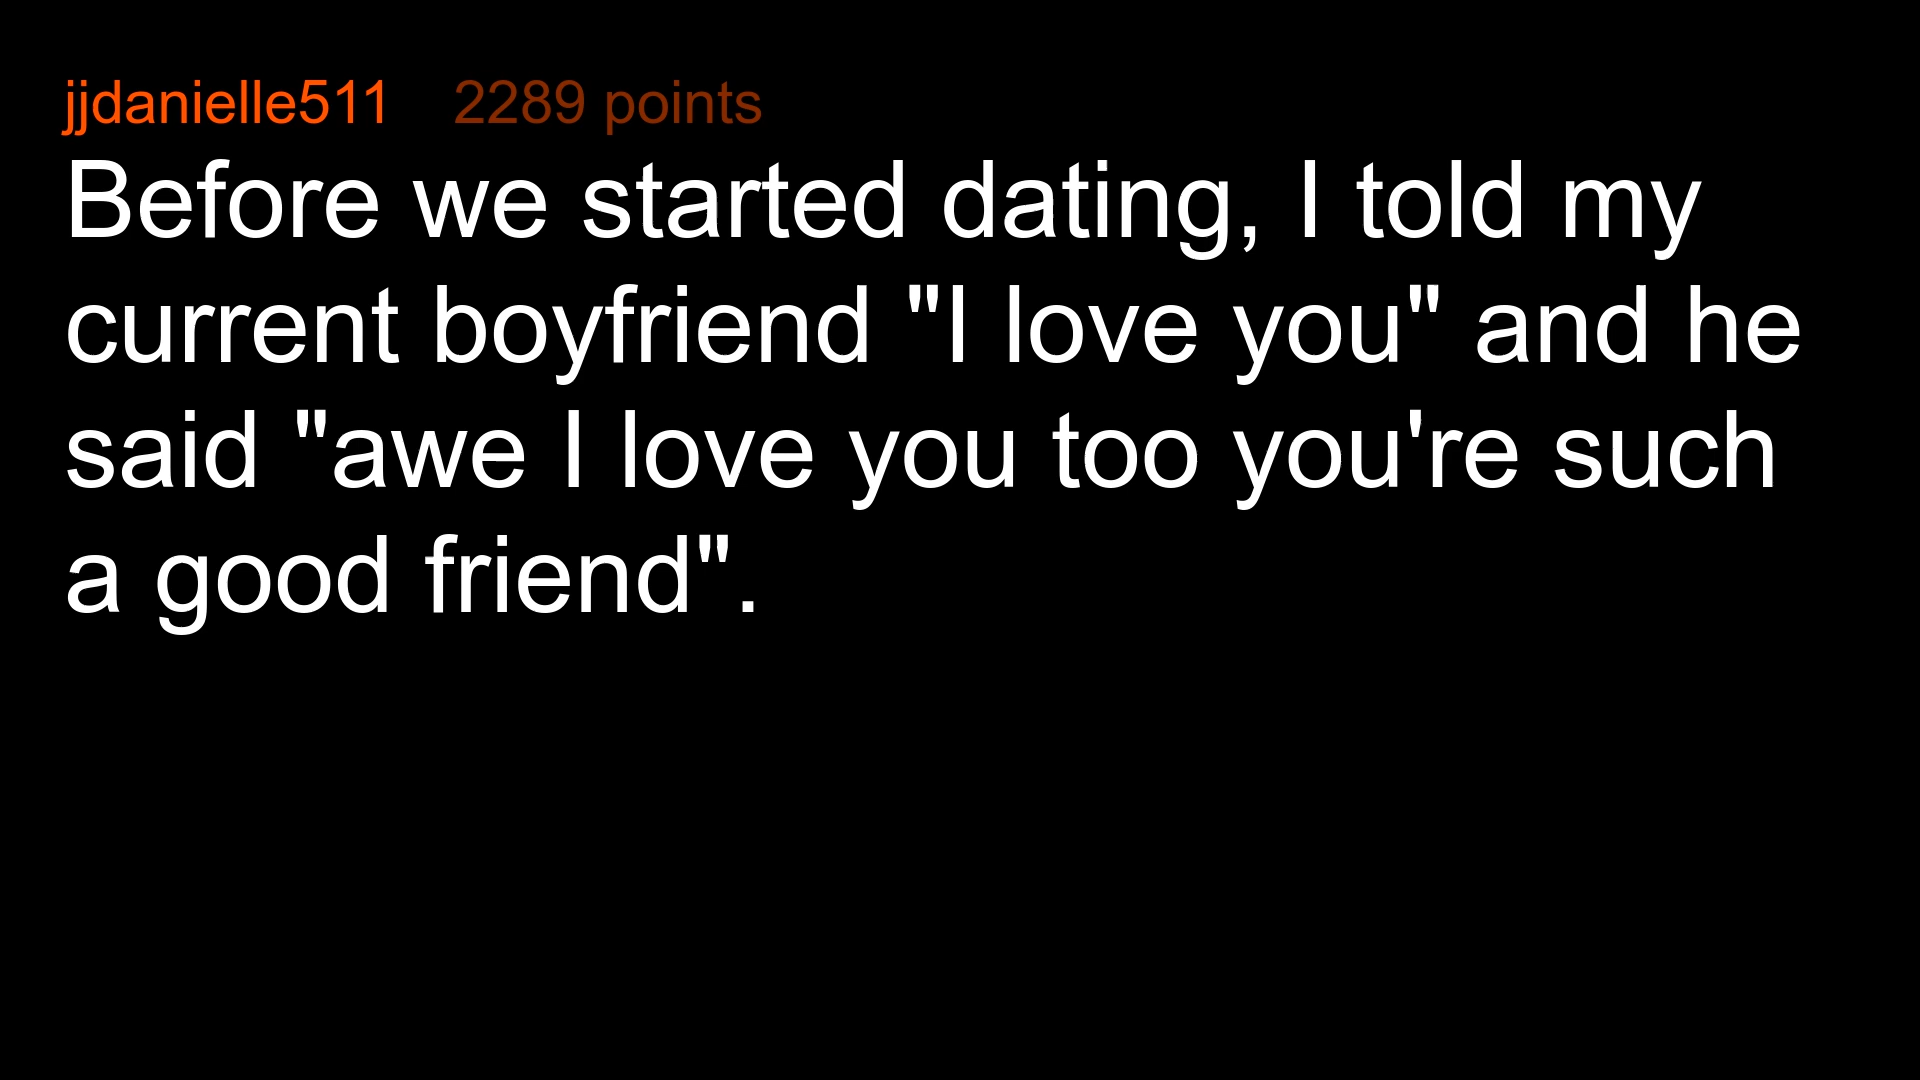 jjdanielle511 2289 points
Before we started dating, I told my
current boyfriend "I love you" and he
said "awe I love you too you're such
a good friend".